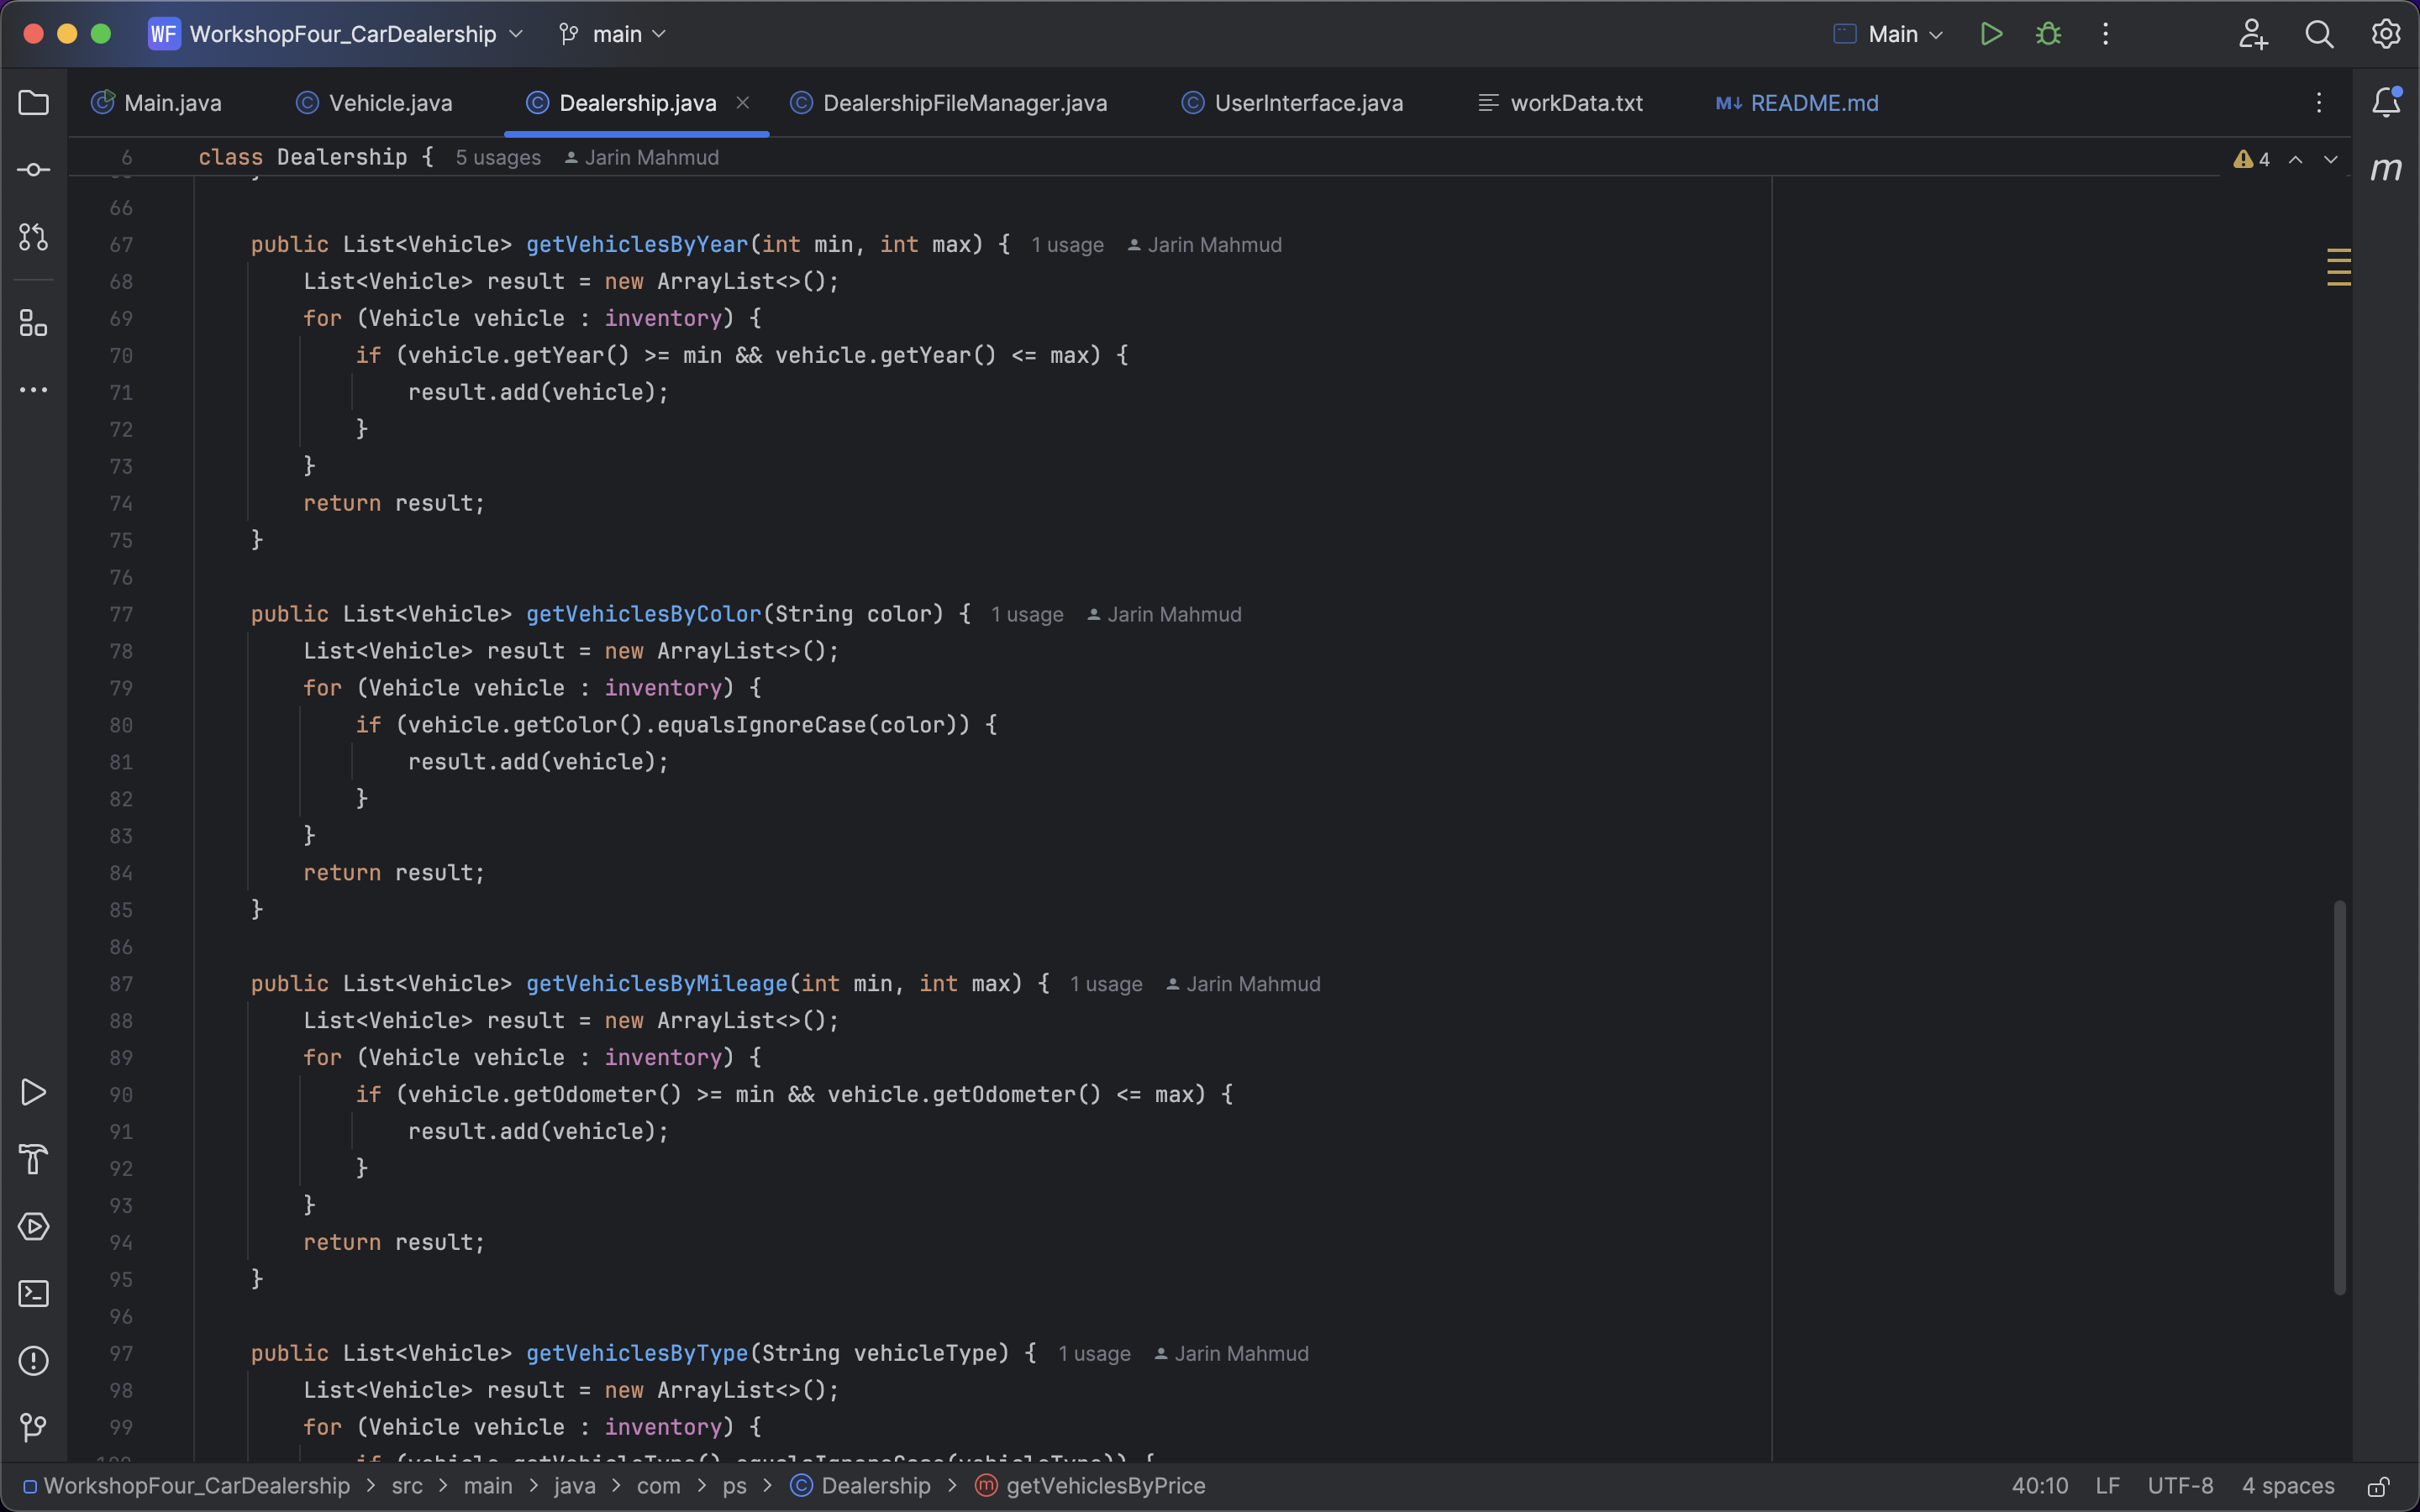 WF WorkshopFour_CarDealership main Main
Main.java Vehicle.java Dealership.java DealershipFileManager.java UserInterface.java workData.txt M↓ README.md
6 class Dealership { 5 usages Jarin Mahmud 4
66
67 public List<Vehicle> getVehiclesByYear(int min, int max) { 1 usage Jarin Mahmud
68 List<Vehicle> result = new ArrayList<>();
69 for (Vehicle vehicle : inventory) {
70 if (vehicle.getYear() >= min && vehicle.getYear() <= max) {
71 result.add(vehicle);
72 }
73 }
74 return result;
75 }
76
77 public List<Vehicle> getVehiclesByColor(String color) { 1 usage Jarin Mahmud
78 List<Vehicle> result = new ArrayList<>();
79 for (Vehicle vehicle : inventory) {
80 if (vehicle.getColor().equalsIgnoreCase(color)) {
81 result.add(vehicle);
82 }
83 }
84 return result;
85 }
86
87 public List<Vehicle> getVehiclesByMileage(int min, int max) { 1 usage Jarin Mahmud
88 List<Vehicle> result = new ArrayList<>();
89 for (Vehicle vehicle : inventory) {
90 if (vehicle.getOdometer() >= min && vehicle.getOdometer() <= max) {
91 result.add(vehicle);
92 }
93 }
94 return result;
95 }
96
97 public List<Vehicle> getVehiclesByType(String vehicleType) { 1 usage Jarin Mahmud
98 List<Vehicle> result = new ArrayList<>();
99 for (Vehicle vehicle : inventory) {
if (vehicle.getVehicleType().equalsIgnoreCase(vehicleType)) {
WorkshopFour_CarDealership > src > main > java > com > ps > Dealership > getVehiclesByPrice 40:10 LF UTF-8 4 spaces